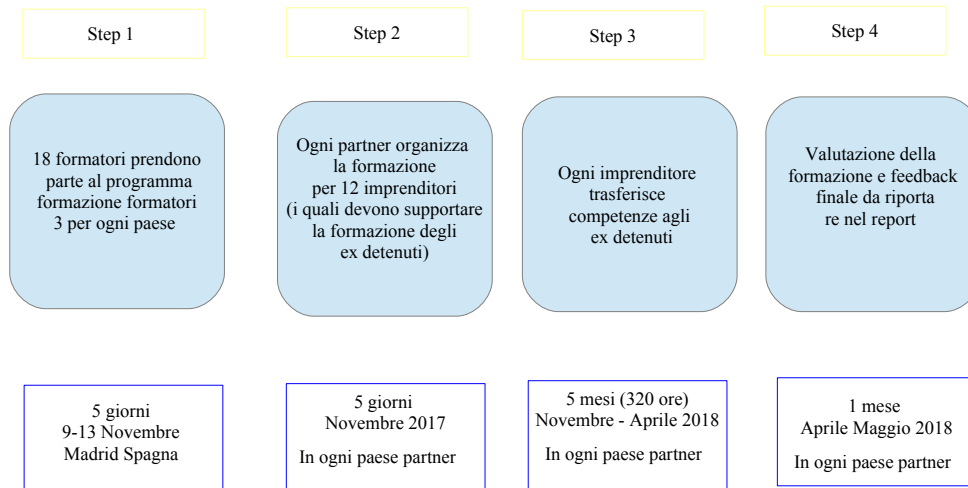 Step 1
Step 2
Step 3
Step 4
18 formatori prendono
parte al programma
formazione formatori
3 per ogni paese
Ogni partner organizza
la formazione
per 12 imprenditori
(i quali devono supportare
la formazione degli
ex detenuti)
Ogni imprenditore
trasferisce
competenze agli
ex detenuti
Valutazione della
formazione e feedback
finale da riporta
re nel report
5 giorni
9-13 Novembre
Madrid Spagna
5 giorni
Novembre 2017
In ogni paese partner
5 mesi (320 ore)
Novembre - Aprile 2018
In ogni paese partner
1 mese
Aprile Maggio 2018
In ogni paese partner